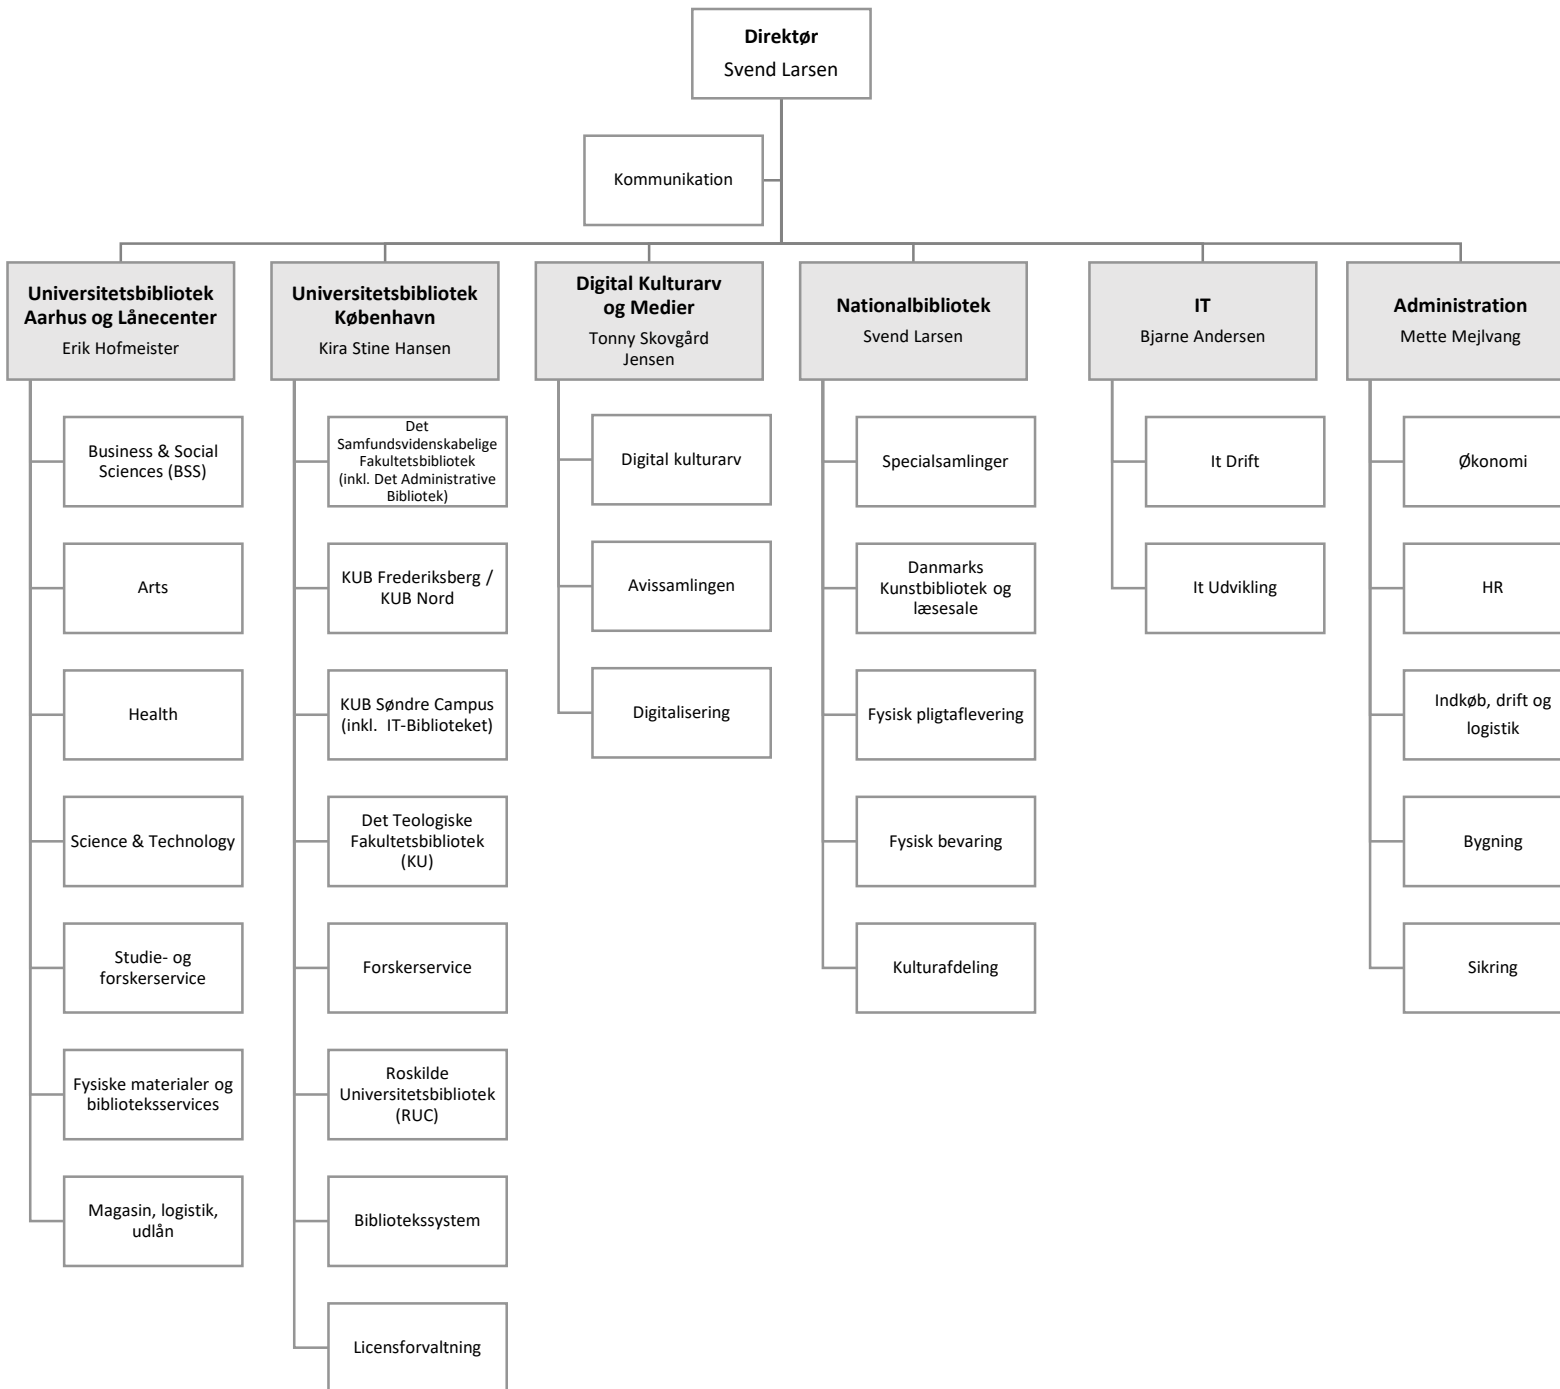 Direktør
Svend Larsen
Kommunikation
Universitetsbibliotek
Aarhus og Lånecenter
Erik Hofmeister
Business & Social
Sciences (BSS)
Arts
Health
Science & Technology
Studie- og
forskerservice
Fysiske materialer og
biblioteksservices
Magasin, logistik,
udlån
Universitetsbibliotek
København
Kira Stine Hansen
Det
Samfundsvidenskabelige
Fakultetsbibliotek
(inkl. Det Administrative
Bibliotek)
KUB Frederiksberg /
KUB Nord
KUB Søndre Campus
(inkl. IT-Biblioteket)
Det Teologiske
Fakultetsbibliotek
(KU)
Forskerservice
Roskilde
Universitetsbibliotek
(RUC)
Bibliotekssystem
Licensforvaltning
Digital Kulturarv
og Medier
Tonny Skovgård
Jensen
Digital kulturarv
Avissamlingen
Digitalisering
Nationalbibliotek
Svend Larsen
Specialsamlinger
Danmarks
Kunstbibliotek og
læsesale
Fysisk pligtaflevering
Fysisk bevaring
Kulturafdeling
IT
Bjarne Andersen
It Drift
It Udvikling
Administration
Mette Mejlvang
Økonomi
HR
Indkøb, drift og
logistik
Bygning
Sikring